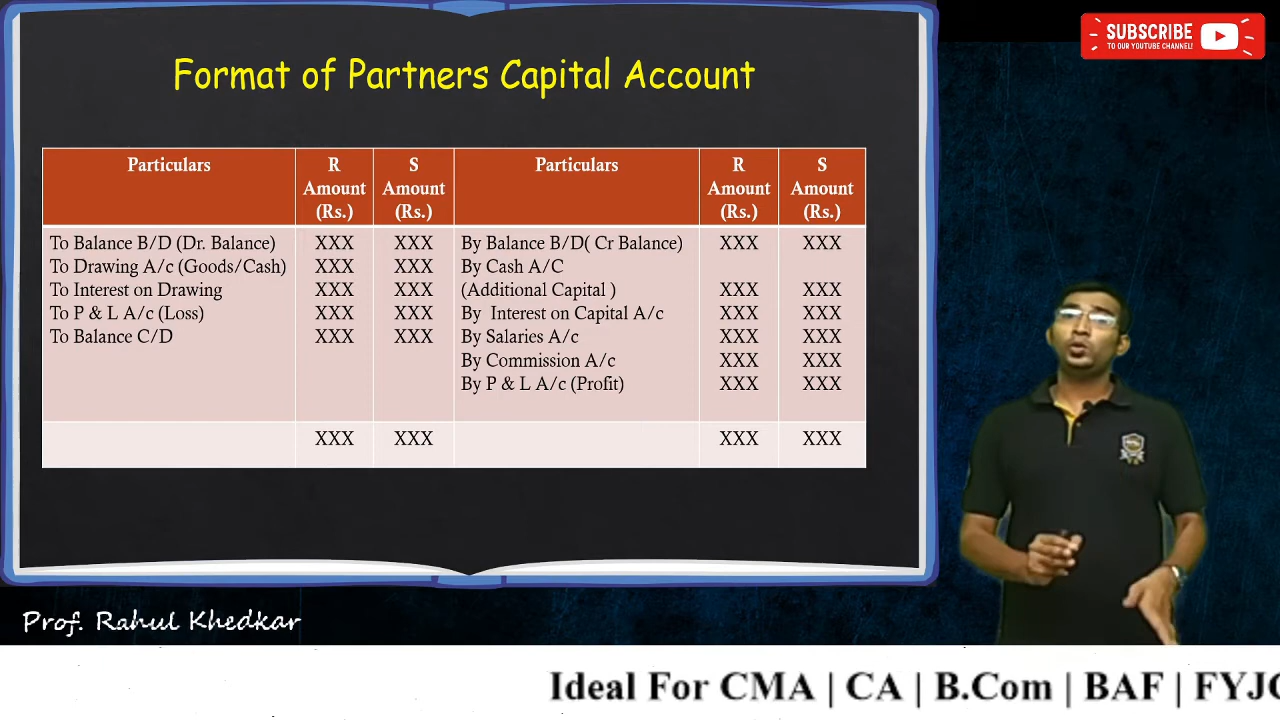 SUBSCRIBE
TO OUR YOUTUBE CHANNEL!
Format of Partners Capital Account
Particulars R Amount (Rs.) S Amount (Rs.) Particulars R Amount (Rs.) S Amount (Rs.)
To Balance B/D (Dr. Balance) XXX XXX By Balance B/D( Cr Balance) XXX XXX
To Drawing A/c (Goods/Cash) XXX XXX By Cash A/C
To Interest on Drawing XXX XXX (Additional Capital ) XXX XXX
To P & L A/c (Loss) XXX XXX By Interest on Capital A/c XXX XXX
To Balance C/D XXX XXX By Salaries A/c XXX XXX
By Commission A/c XXX XXX
By P & L A/c (Profit) XXX XXX
XXX XXX XXX XXX
Prof. Rahul Khedkar
Ideal For CMA | CA | B.Com | BAF | FYJC